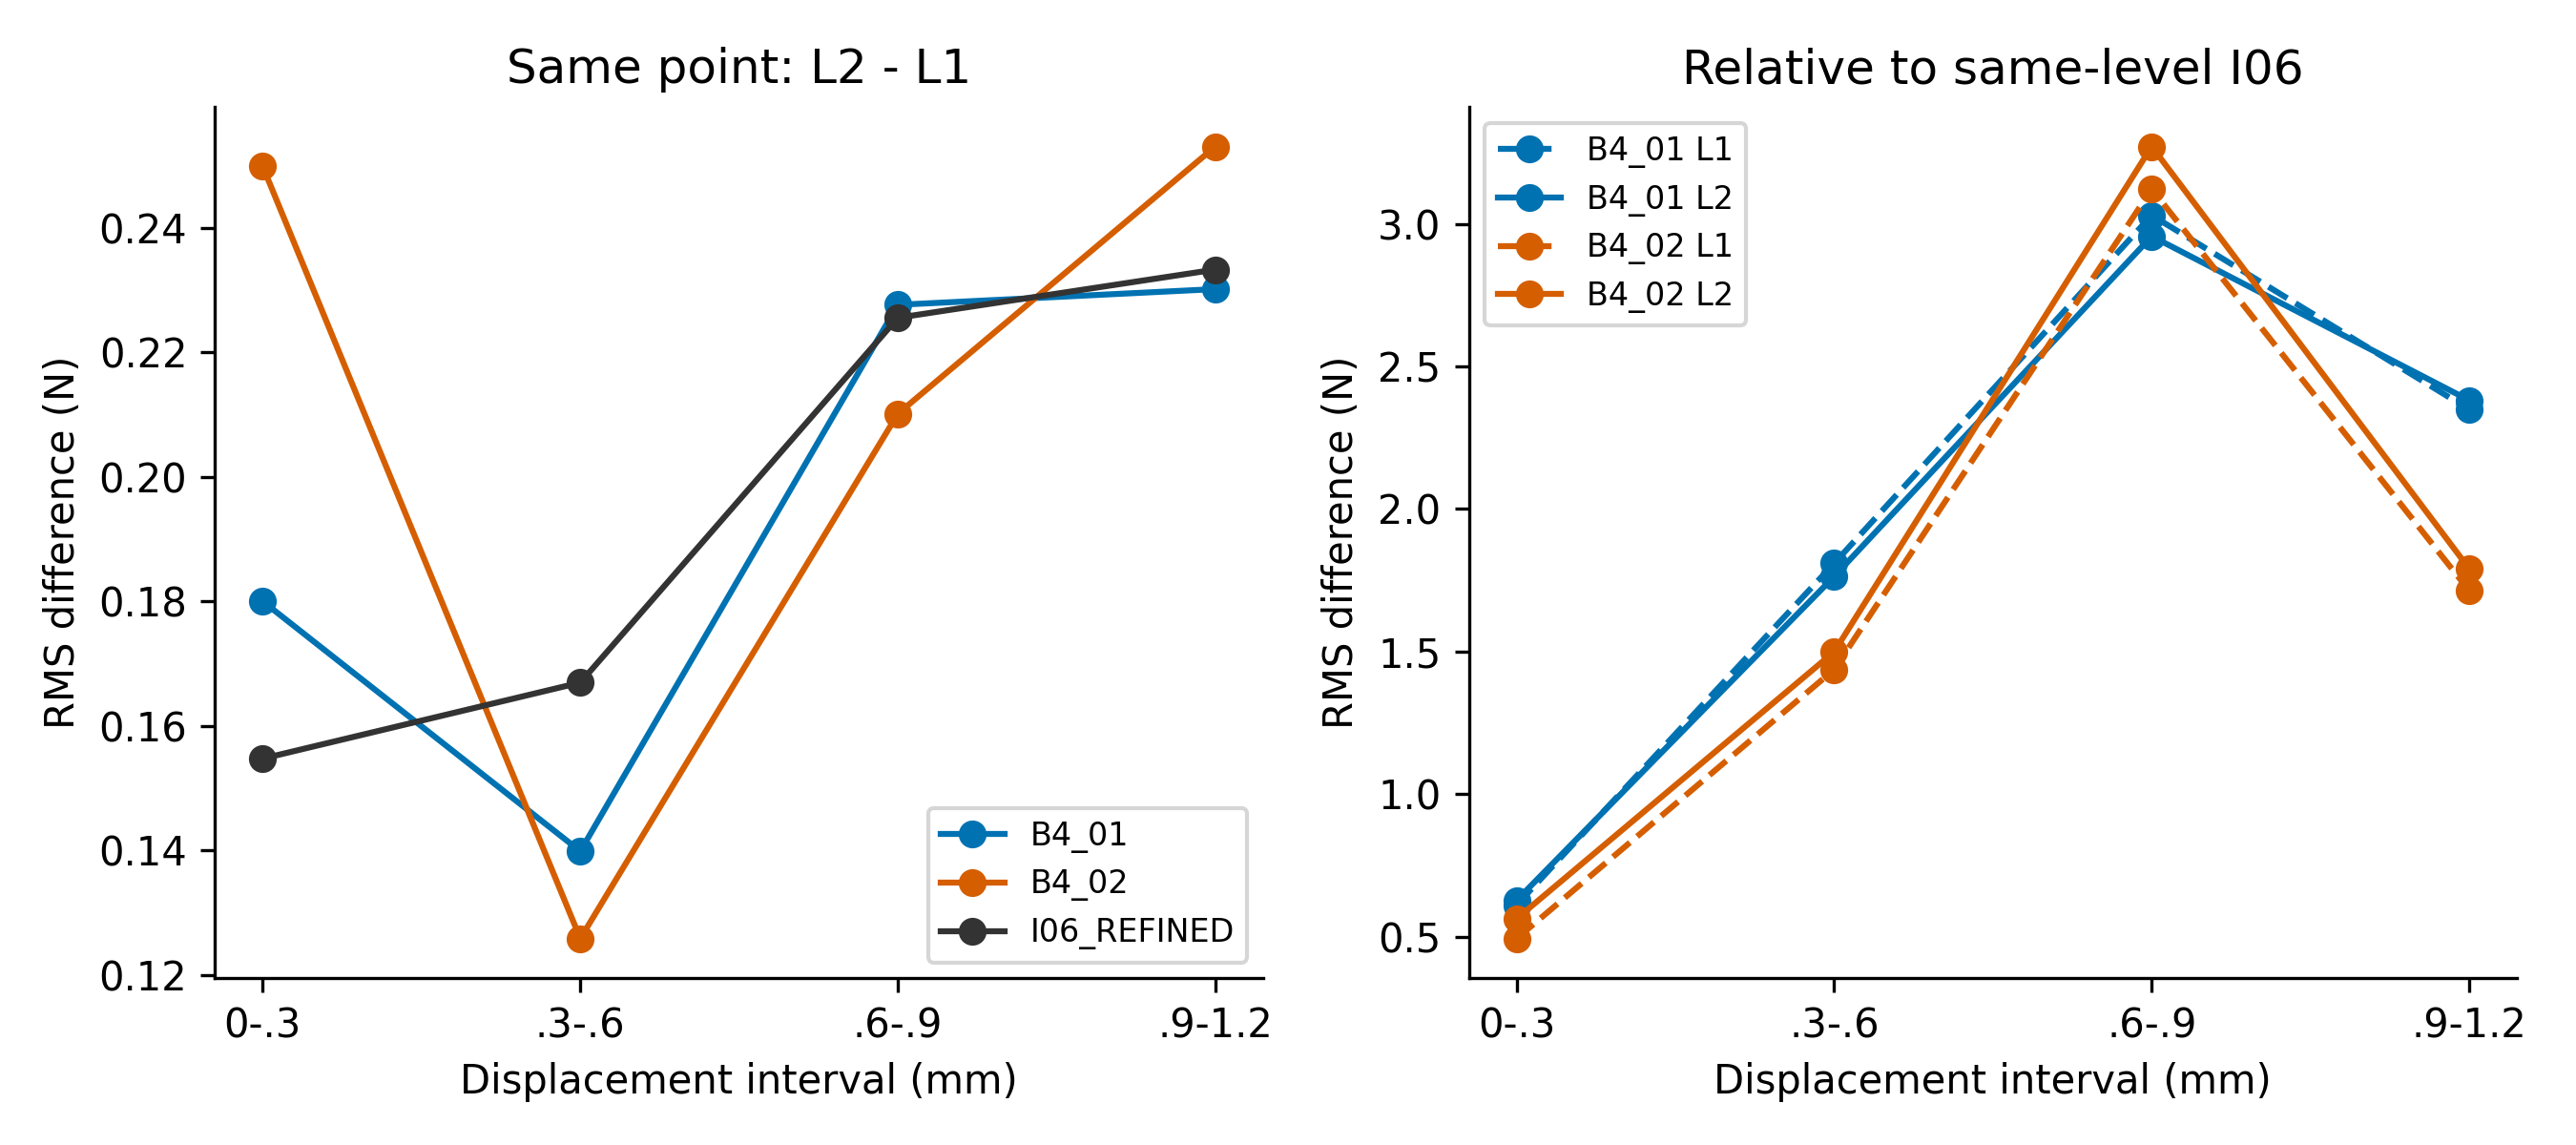 Same point: L2 - L1
RMS difference (N)
0.24
0.22
0.20
0.18
0.16
0.14
0.12
0-.3
.3-.6
.6-.9
.9-1.2
Displacement interval (mm)
B4_01
B4_02
I06_REFINED
Relative to same-level I06
RMS difference (N)
3.0
2.5
2.0
1.5
1.0
0.5
0-.3
.3-.6
.6-.9
.9-1.2
Displacement interval (mm)
B4_01 L1
B4_01 L2
B4_02 L1
B4_02 L2